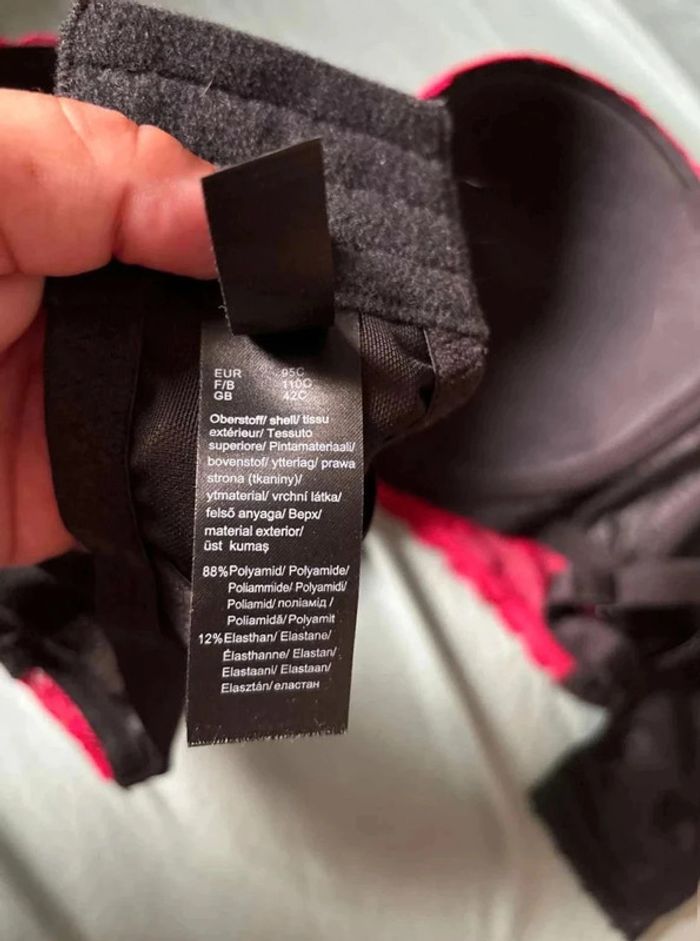 EUR 95C
F/B 110C
GB 42C
Oberstoff/ shell/ tissu
extérieur/ Tessuto
superiore/ Pintamateriaali/
bovenstof/ ytterlag/ prawa
strona (tkaniny)/
ytmaterial/ vrchní látka/
felső anyaga/ Верх/
material exterior/
üst kumaş
88%Polyamid/ Polyamide/
Poliammide/ Polyamidi/
Poliamid/ поліамід /
Poliamidă/ Polyamit
12%Elasthan/ Elastane/
Élasthanne/ Elastan/
Elastaani/ Elastaan/
Elasztán/ еластан